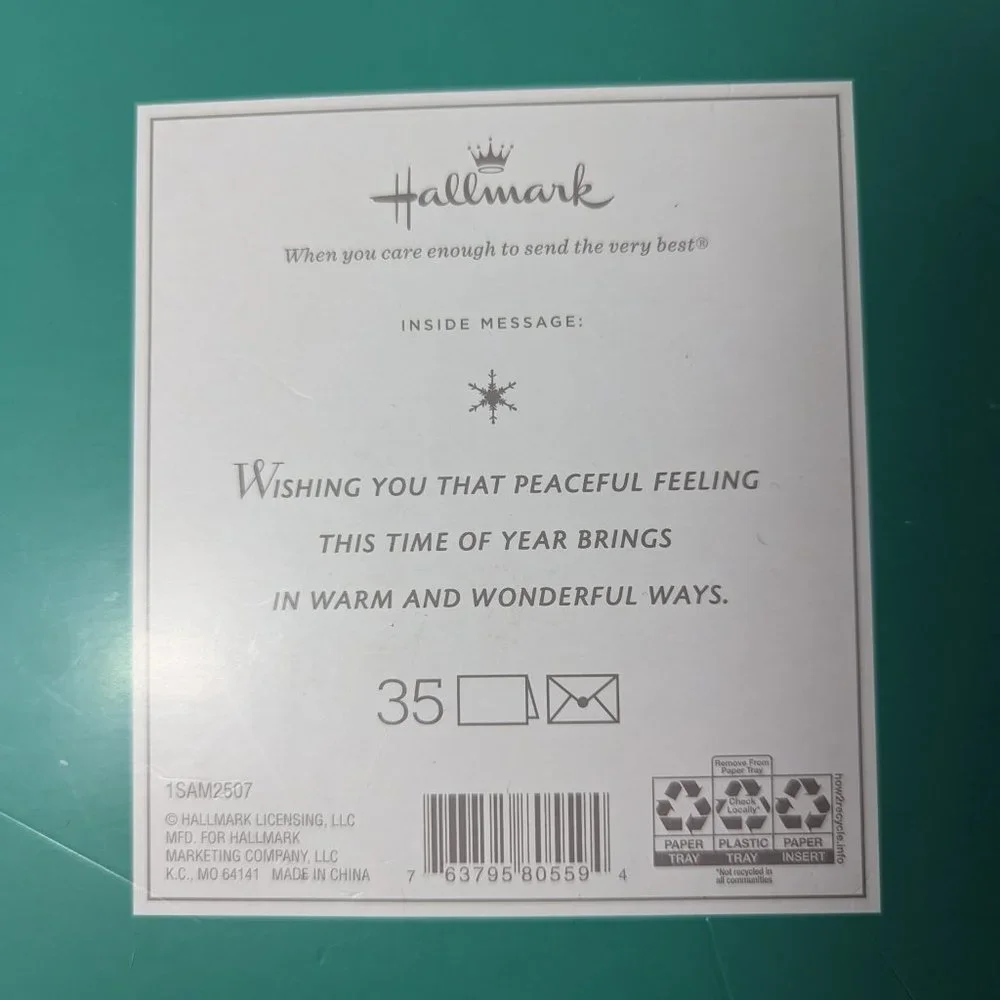 Hallmark
When you care enough to send the very best®
INSIDE MESSAGE:
WISHING YOU THAT PEACEFUL FEELING
THIS TIME OF YEAR BRINGS
IN WARM AND WONDERFUL WAYS.
35
1SAM2507
© HALLMARK LICENSING, LLC
MFD. FOR HALLMARK
MARKETING COMPANY, LLC
K.C., MO 64141 MADE IN CHINA
7 63795 80559 4
Remove From
Paper Tray
Check
Locally*
PAPER PLASTIC PAPER
TRAY TRAY INSERT
*Not recycled in
all communities
how2recycle.info